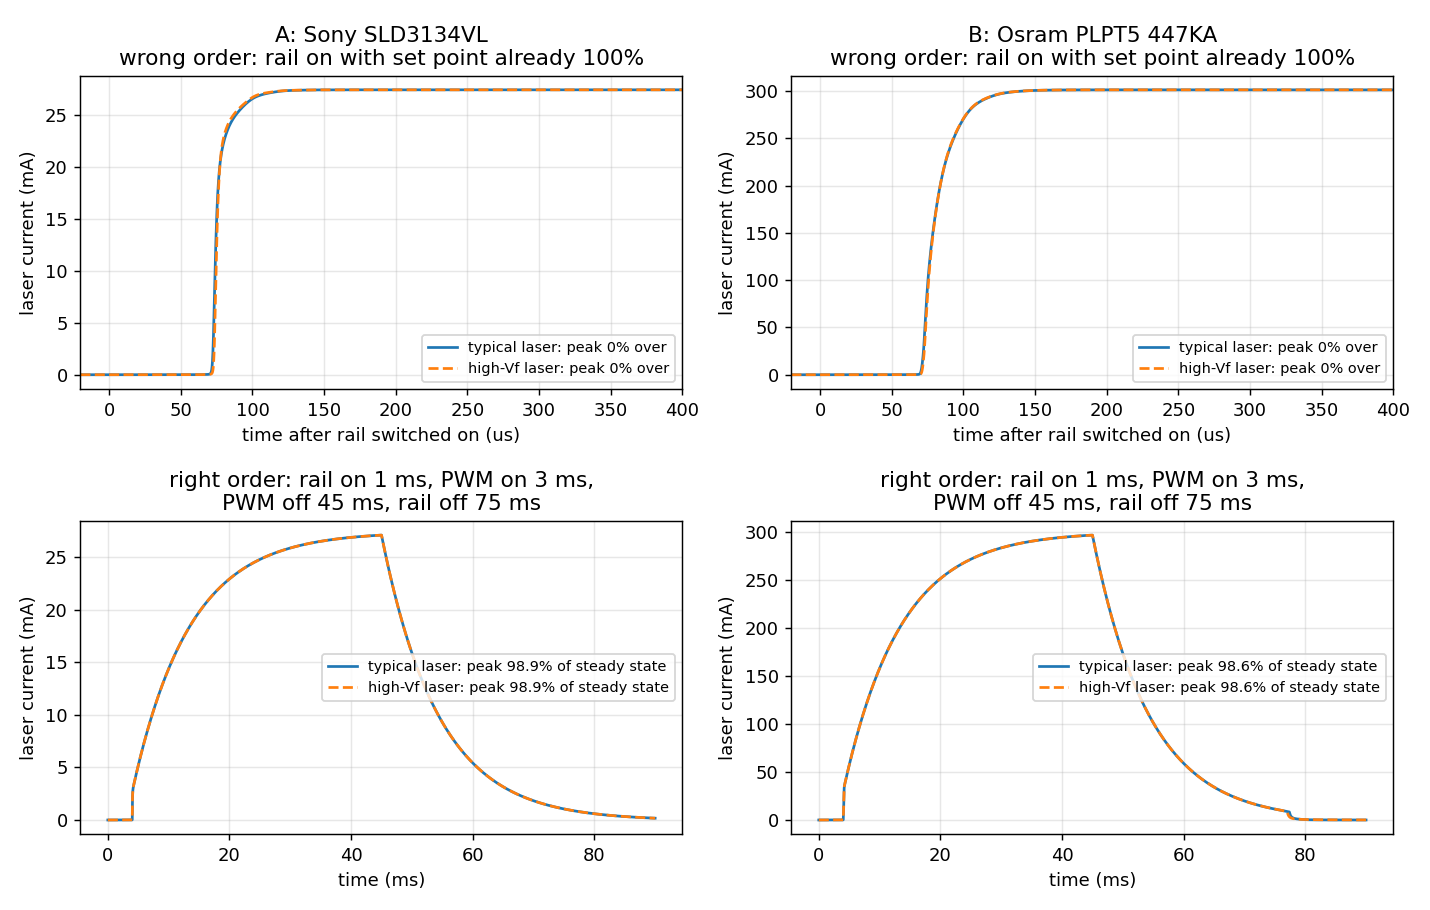 A: Sony SLD3134VL
wrong order: rail on with set point already 100%
25
20
15
10
5
0
laser current (mA)
typical laser: peak 0% over
high-Vf laser: peak 0% over
0 50 100 150 200 250 300 350 400
time after rail switched on (us)
B: Osram PLPT5 447KA
wrong order: rail on with set point already 100%
300
250
200
150
100
50
0
laser current (mA)
typical laser: peak 0% over
high-Vf laser: peak 0% over
0 50 100 150 200 250 300 350 400
time after rail switched on (us)
right order: rail on 1 ms, PWM on 3 ms,
PWM off 45 ms, rail off 75 ms
25
20
15
10
5
0
laser current (mA)
typical laser: peak 98.9% of steady state
high-Vf laser: peak 98.9% of steady state
0 20 40 60 80
time (ms)
right order: rail on 1 ms, PWM on 3 ms,
PWM off 45 ms, rail off 75 ms
300
250
200
150
100
50
0
laser current (mA)
typical laser: peak 98.6% of steady state
high-Vf laser: peak 98.6% of steady state
0 20 40 60 80
time (ms)